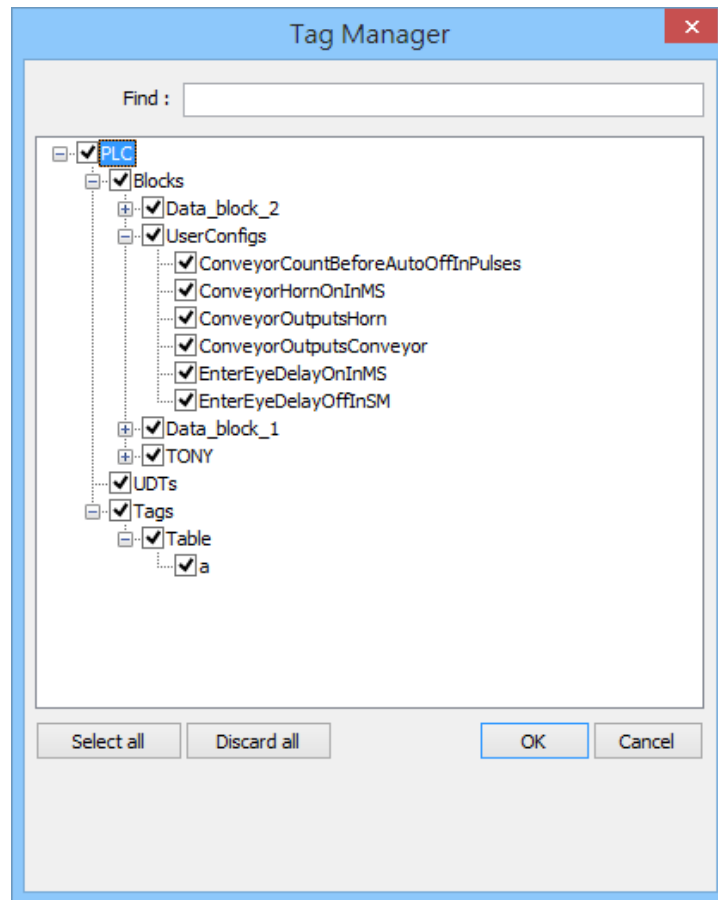 Tag Manager
Find :
PLC
Blocks
Data_block_2
UserConfigs
ConveyorCountBeforeAutoOffInPulses
ConveyorHornOnInMS
ConveyorOutputsHorn
ConveyorOutputsConveyor
EnterEyeDelayOnInMS
EnterEyeDelayOffInSM
Data_block_1
TONY
UDTs
Tags
Table
a
Select all Discard all OK Cancel